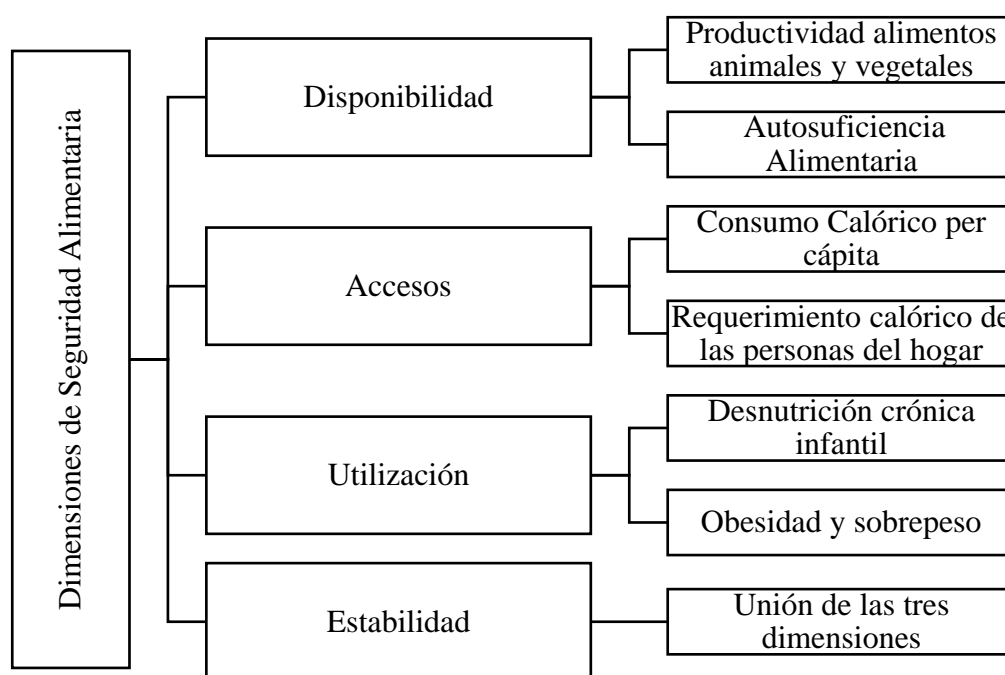 Dimensiones de Seguridad Alimentaria
Disponibilidad
Productividad alimentos
animales y vegetales
Autosuficiencia
Alimentaria
Accesos
Consumo Calórico per
cápita
Requerimiento calórico de
las personas del hogar
Utilización
Desnutrición crónica
infantil
Obesidad y sobrepeso
Estabilidad
Unión de las tres
dimensiones